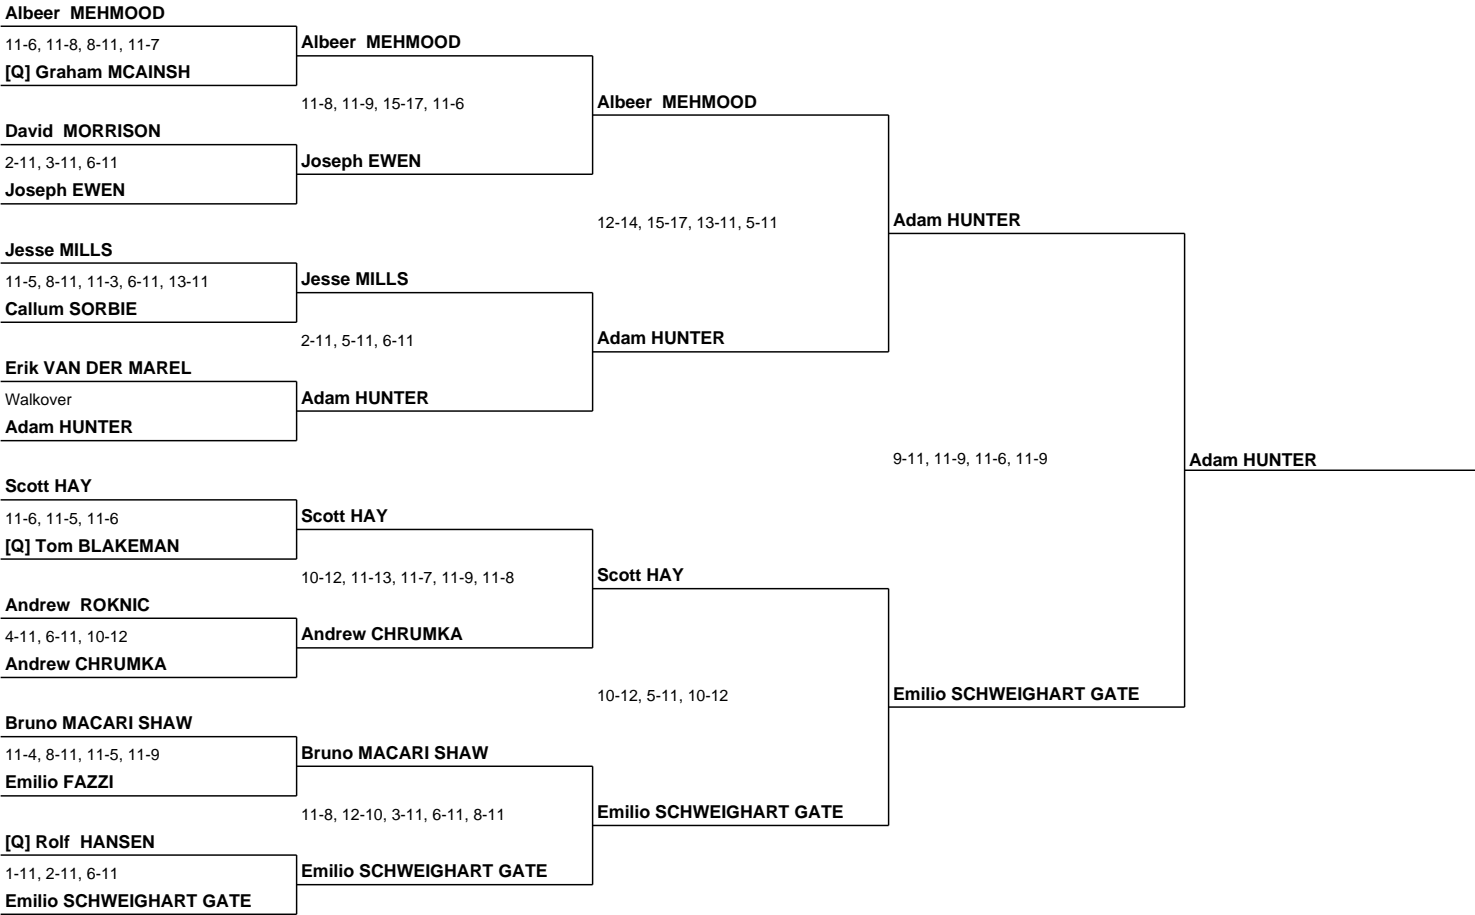 Albeer  MEHMOOD
11-6, 11-8, 8-11, 11-7
[Q] Graham MCAINSH
David  MORRISON
2-11, 3-11, 6-11
Joseph EWEN
Jesse MILLS
11-5, 8-11, 11-3, 6-11, 13-11
Callum SORBIE
Erik VAN DER MAREL
Walkover
Adam HUNTER
Scott HAY
11-6, 11-5, 11-6
[Q] Tom BLAKEMAN
Andrew  ROKNIC
4-11, 6-11, 10-12
Andrew CHRUMKA
Bruno MACARI SHAW
11-4, 8-11, 11-5, 11-9
Emilio FAZZI
[Q] Rolf  HANSEN
1-11, 2-11, 6-11
Emilio SCHWEIGHART GATE
Albeer  MEHMOOD
11-8, 11-9, 15-17, 11-6
Joseph EWEN
Jesse MILLS
2-11, 5-11, 6-11
Adam HUNTER
Scott HAY
10-12, 11-13, 11-7, 11-9, 11-8
Andrew CHRUMKA
Bruno MACARI SHAW
11-8, 12-10, 3-11, 6-11, 8-11
Emilio SCHWEIGHART GATE
Albeer  MEHMOOD
12-14, 15-17, 13-11, 5-11
Adam HUNTER
Scott HAY
10-12, 5-11, 10-12
Emilio SCHWEIGHART GATE
Adam HUNTER
9-11, 11-9, 11-6, 11-9
Emilio SCHWEIGHART GATE
Adam HUNTER